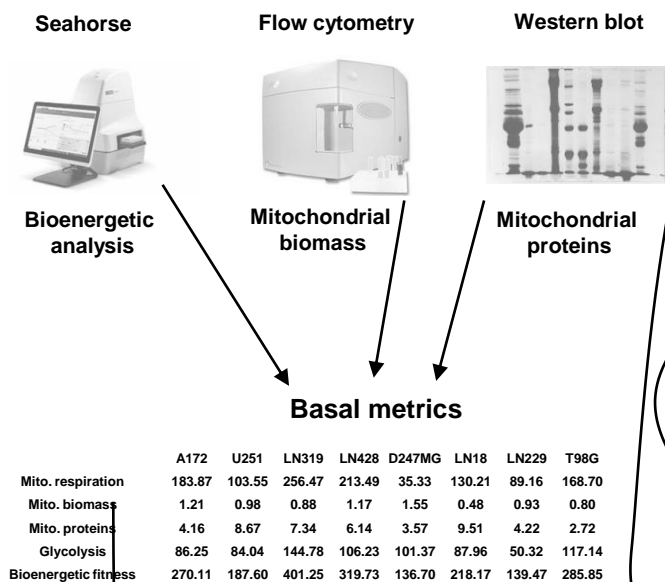 Seahorse Flow cytometry Western blot
Bioenergetic analysis
Mitochondrial biomass
Mitochondrial proteins
Basal metrics
A172 U251 LN319 LN428 D247MG LN18 LN229 T98G
Mito. respiration 183.87 103.55 256.47 213.49 35.33 130.21 89.16 168.70
Mito. biomass 1.21 0.98 0.88 1.17 1.55 0.48 0.93 0.80
Mito. proteins 4.16 8.67 7.34 6.14 3.57 9.51 4.22 2.72
Glycolysis 86.25 84.04 144.78 106.23 101.37 87.96 50.32 117.14
Bioenergetic fitness 270.11 187.60 401.25 319.73 136.70 218.17 139.47 285.85